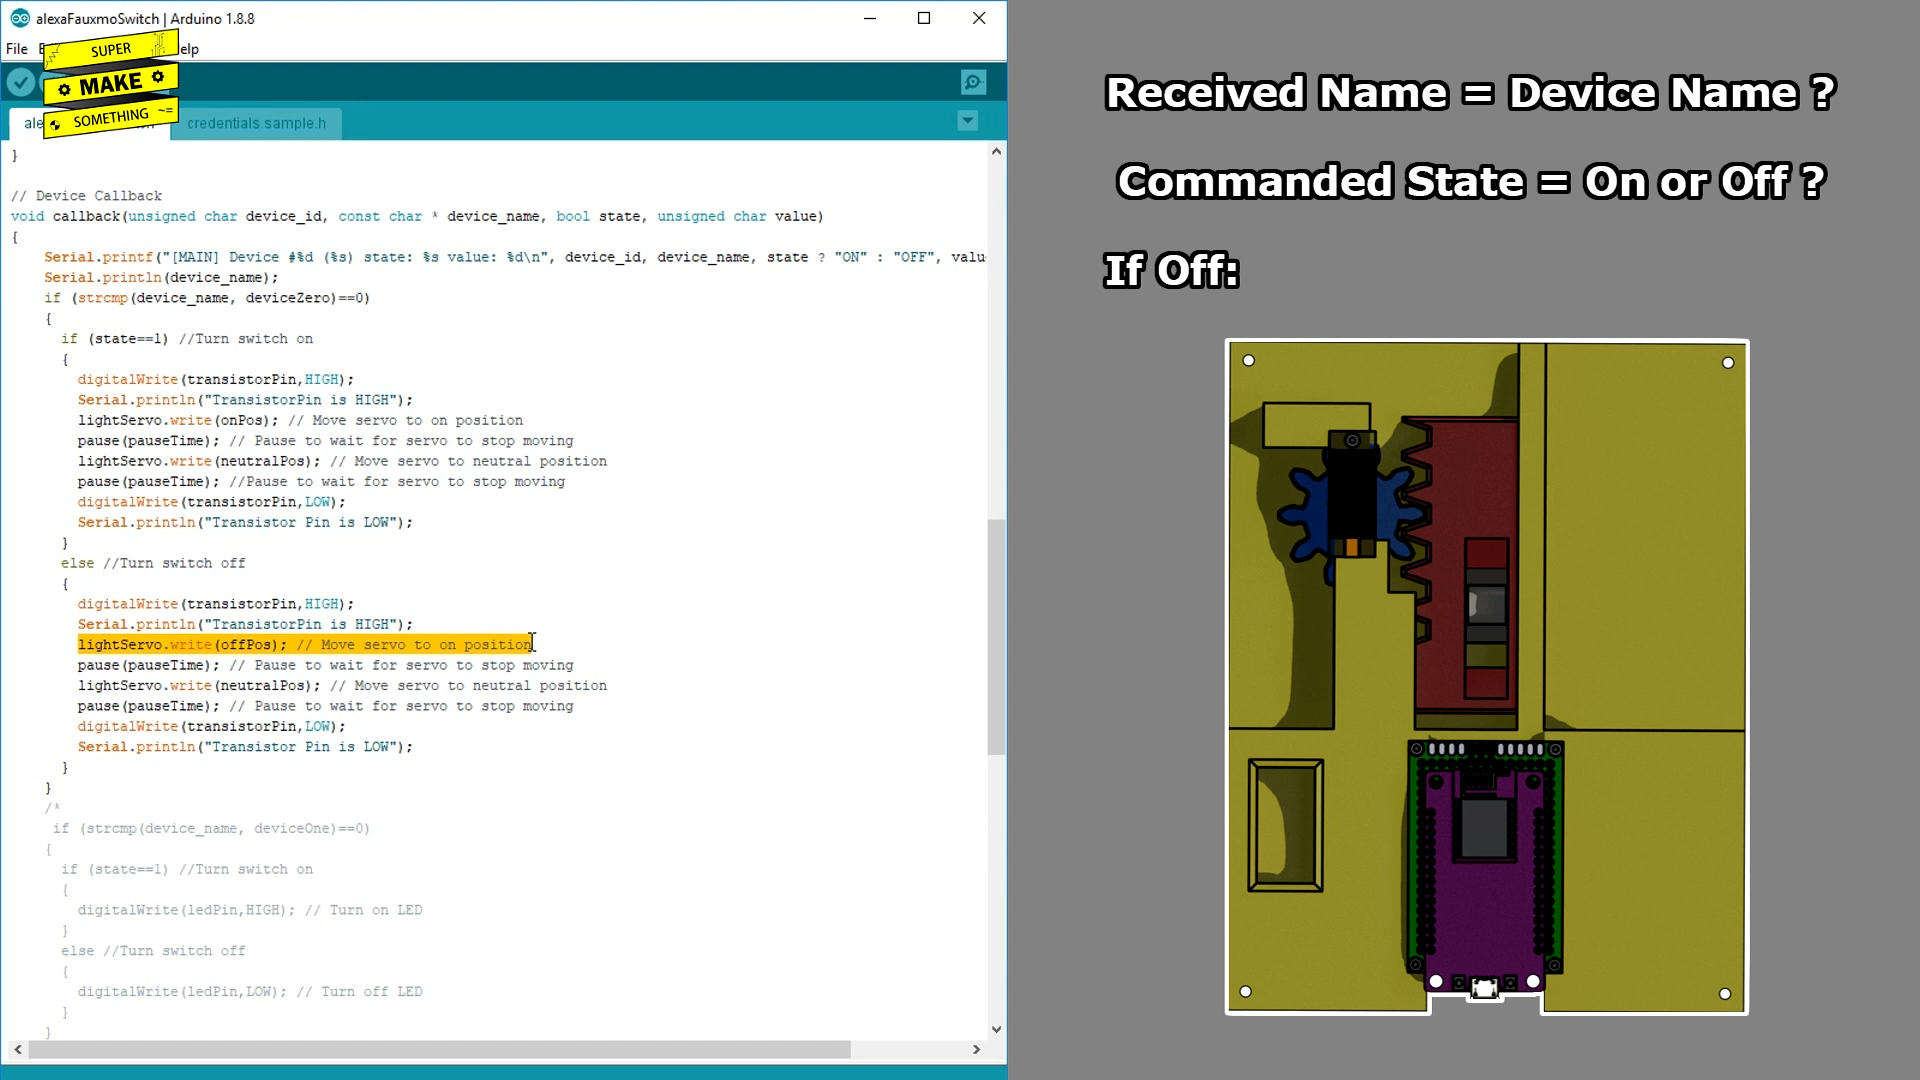 alexaFauxmoSwitch | Arduino 1.8.8
File
elp
SUPER
MAKE
SOMETHING
credentials.sample.h
}
// Device Callback
void callback(unsigned char device_id, const char * device_name, bool state, unsigned char value)
{
Serial.printf("[MAIN] Device #%d (%s) state: %s value: %d\n", device_id, device_name, state ? "ON" : "OFF", valu
Serial.println(device_name);
if (strcmp(device_name, deviceZero)==0)
{
if (state==1) //Turn switch on
{
digitalWrite(transistorPin,HIGH);
Serial.println("TransistorPin is HIGH");
lightServo.write(onPos); // Move servo to on position
pause(pauseTime); // Pause to wait for servo to stop moving
lightServo.write(neutralPos); // Move servo to neutral position
pause(pauseTime); //Pause to wait for servo to stop moving
digitalWrite(transistorPin,LOW);
Serial.println("Transistor Pin is LOW");
}
else //Turn switch off
{
digitalWrite(transistorPin,HIGH);
Serial.println("TransistorPin is HIGH");
lightServo.write(offPos); // Move servo to on position
pause(pauseTime); // Pause to wait for servo to stop moving
lightServo.write(neutralPos); // Move servo to neutral position
pause(pauseTime); // Pause to wait for servo to stop moving
digitalWrite(transistorPin,LOW);
Serial.println("Transistor Pin is LOW");
}
}
/*
if (strcmp(device_name, deviceOne)==0)
{
if (state==1) //Turn switch on
{
digitalWrite(ledPin,HIGH); // Turn on LED
}
else //Turn switch off
{
digitalWrite(ledPin,LOW); // Turn off LED
}
}
Received Name = Device Name ?
Commanded State = On or Off ?
If Off: